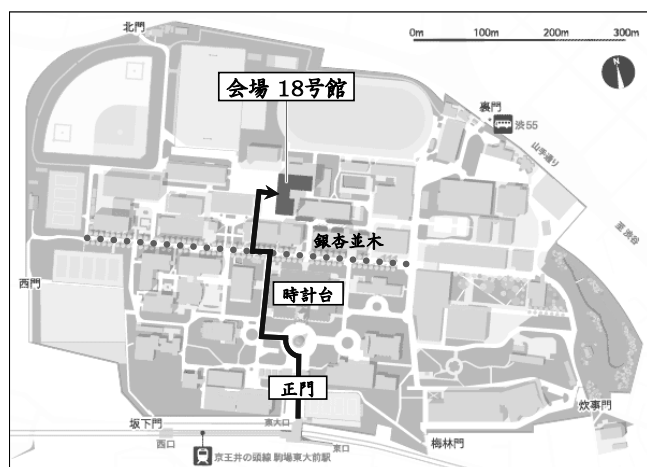 北門
0m 100m 200m 300m
N
会場 18号館
裏門
渋55
山手通り
至渋谷
銀杏並木
西門
時計台
正門
炊事門
坂下門
東大口
西口
東口
梅林門
京王井の頭線 駒場東大前駅